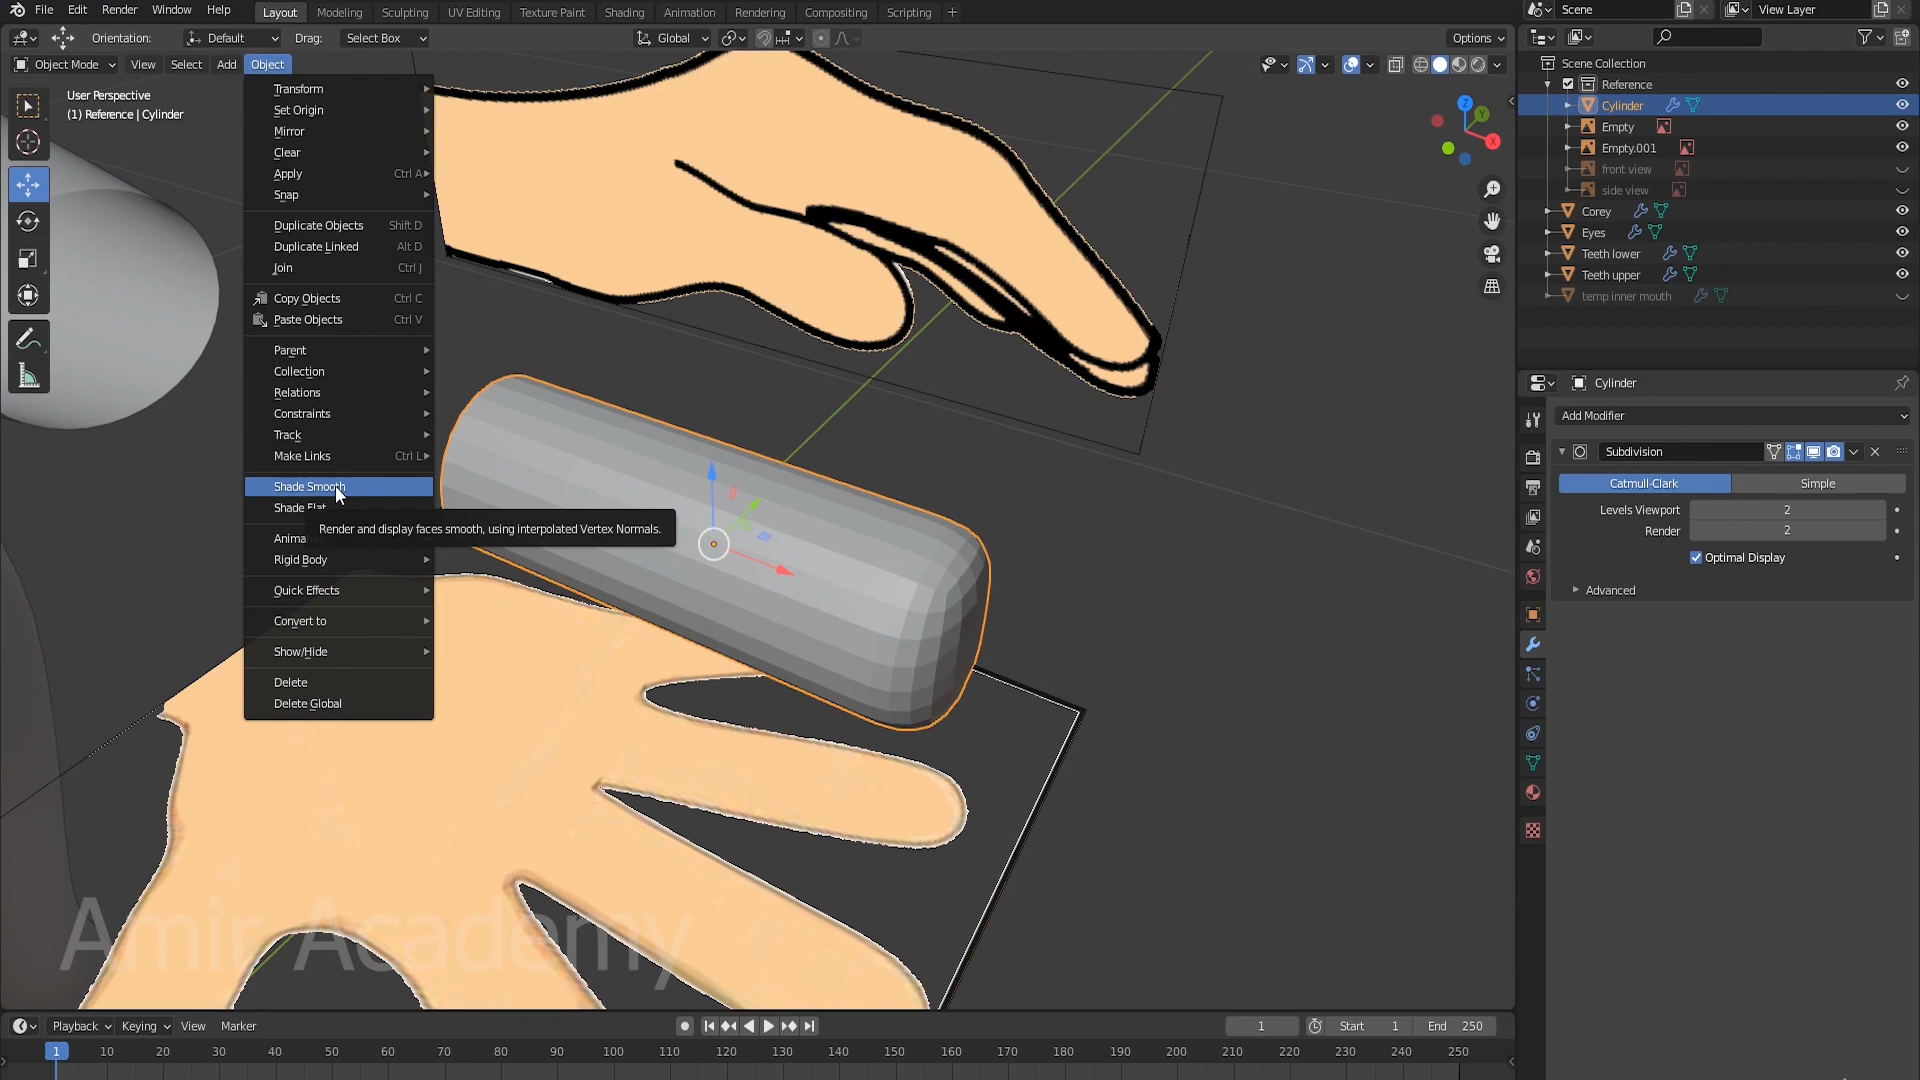 File Edit Render Window Help
Layout Modeling Sculpting UV Editing Texture Paint Shading Animation Rendering Compositing Scripting +
Scene
View Layer
Orientation: Default Drag: Select Box
Global
Options
Object Mode View Select Add Object
User Perspective
(1) Reference | Cylinder
Transform
Set Origin
Mirror
Clear
Apply Ctrl A
Snap
Duplicate Objects Shift D
Duplicate Linked Alt D
Join Ctrl J
Copy Objects Ctrl C
Paste Objects Ctrl V
Parent
Collection
Relations
Constraints
Track
Make Links Ctrl L
Shade Smooth
Shade Flat
Render and display faces smooth, using interpolated Vertex Normals.
Anima
Rigid Body
Quick Effects
Convert to
Show/Hide
Delete
Delete Global
Z
Y
X
Scene Collection
Reference
Cylinder
Empty
Empty.001
front view
side view
Corey
Eyes
Teeth lower
Teeth upper
temp inner mouth
Cylinder
Add Modifier
Subdivision
Catmull-Clark Simple
Levels Viewport 2
Render 2
Optimal Display
Advanced
Amir Academy
Playback Keying View Marker
1 Start 1 End 250
1 10 20 30 40 50 60 70 80 90 100 110 120 130 140 150 160 170 180 190 200 210 220 230 240 250